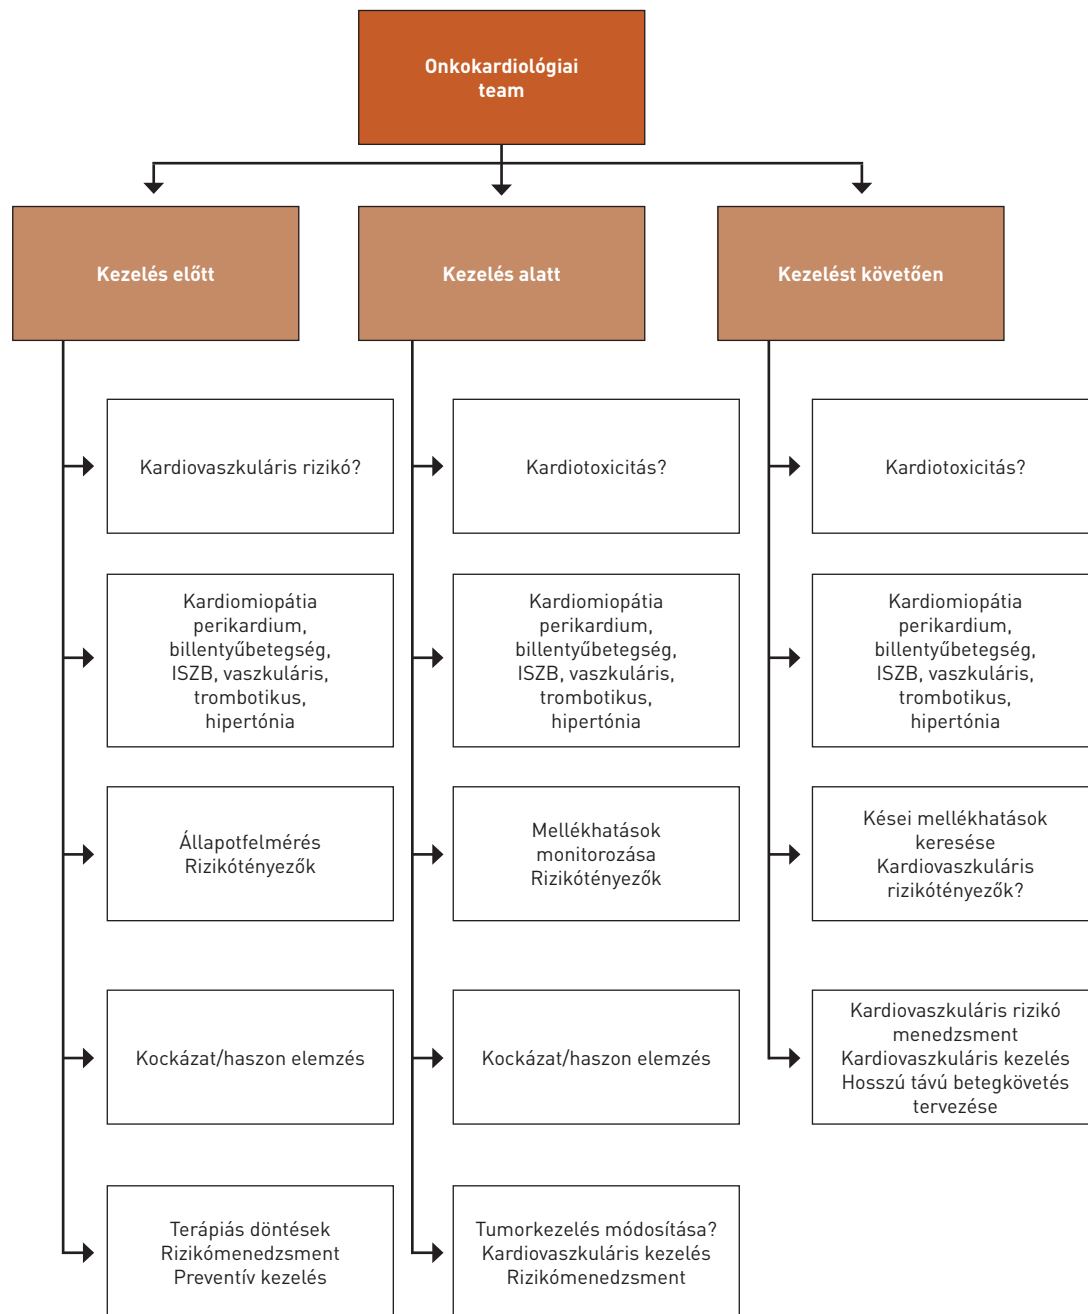 Onkokardiológiai
team
Kezelés előtt
Kardiovaszkuláris rizikó?
Kardiomiopátia
perikardium,
billentyűbetegség,
ISZB, vaszkuláris,
trombotikus,
hipertónia
Állapotfelmérés
Rizikótényezők
Kockázat/haszon elemzés
Terápiás döntések
Rizikómenedzsment
Preventív kezelés
Kezelés alatt
Kardiotoxicitás?
Kardiomiopátia
perikardium,
billentyűbetegség,
ISZB, vaszkuláris,
trombotikus,
hipertónia
Mellékhatások
monitorozása
Rizikótényezők
Kockázat/haszon elemzés
Tumorkezelés módosítása?
Kardiovaszkuláris kezelés
Rizikómenedzsment
Kezelést követően
Kardiotoxicitás?
Kardiomiopátia
perikardium,
billentyűbetegség,
ISZB, vaszkuláris,
trombotikus,
hipertónia
Kései mellékhatások
keresése
Kardiovaszkuláris
rizikótényezők?
Kardiovaszkuláris rizikó
menedzsment
Kardiovaszkuláris kezelés
Hosszú távú betegkövetés
tervezése